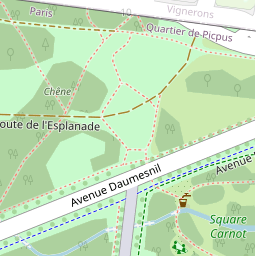 Paris
Vignerons
Quartier de Picpus
Chêne
oute de l'Esplanade
Avenue Daumesnil
Avenue
Square
Carnot